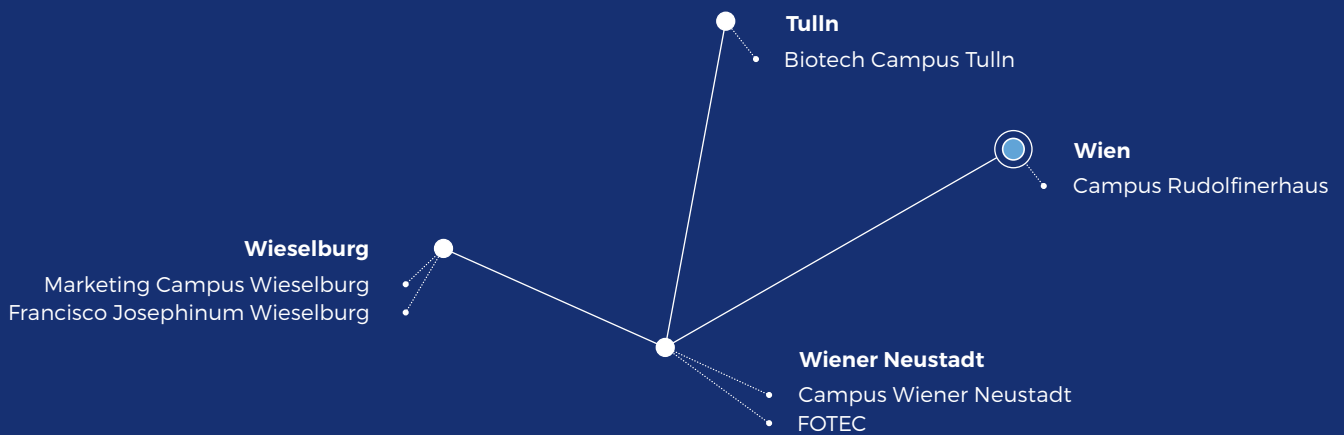 Tulln
Biotech Campus Tulln
Wien
Campus Rudolfinerhaus
Wieselburg
Marketing Campus Wieselburg
Francisco Josephinum Wieselburg
Wiener Neustadt
Campus Wiener Neustadt
FOTEC